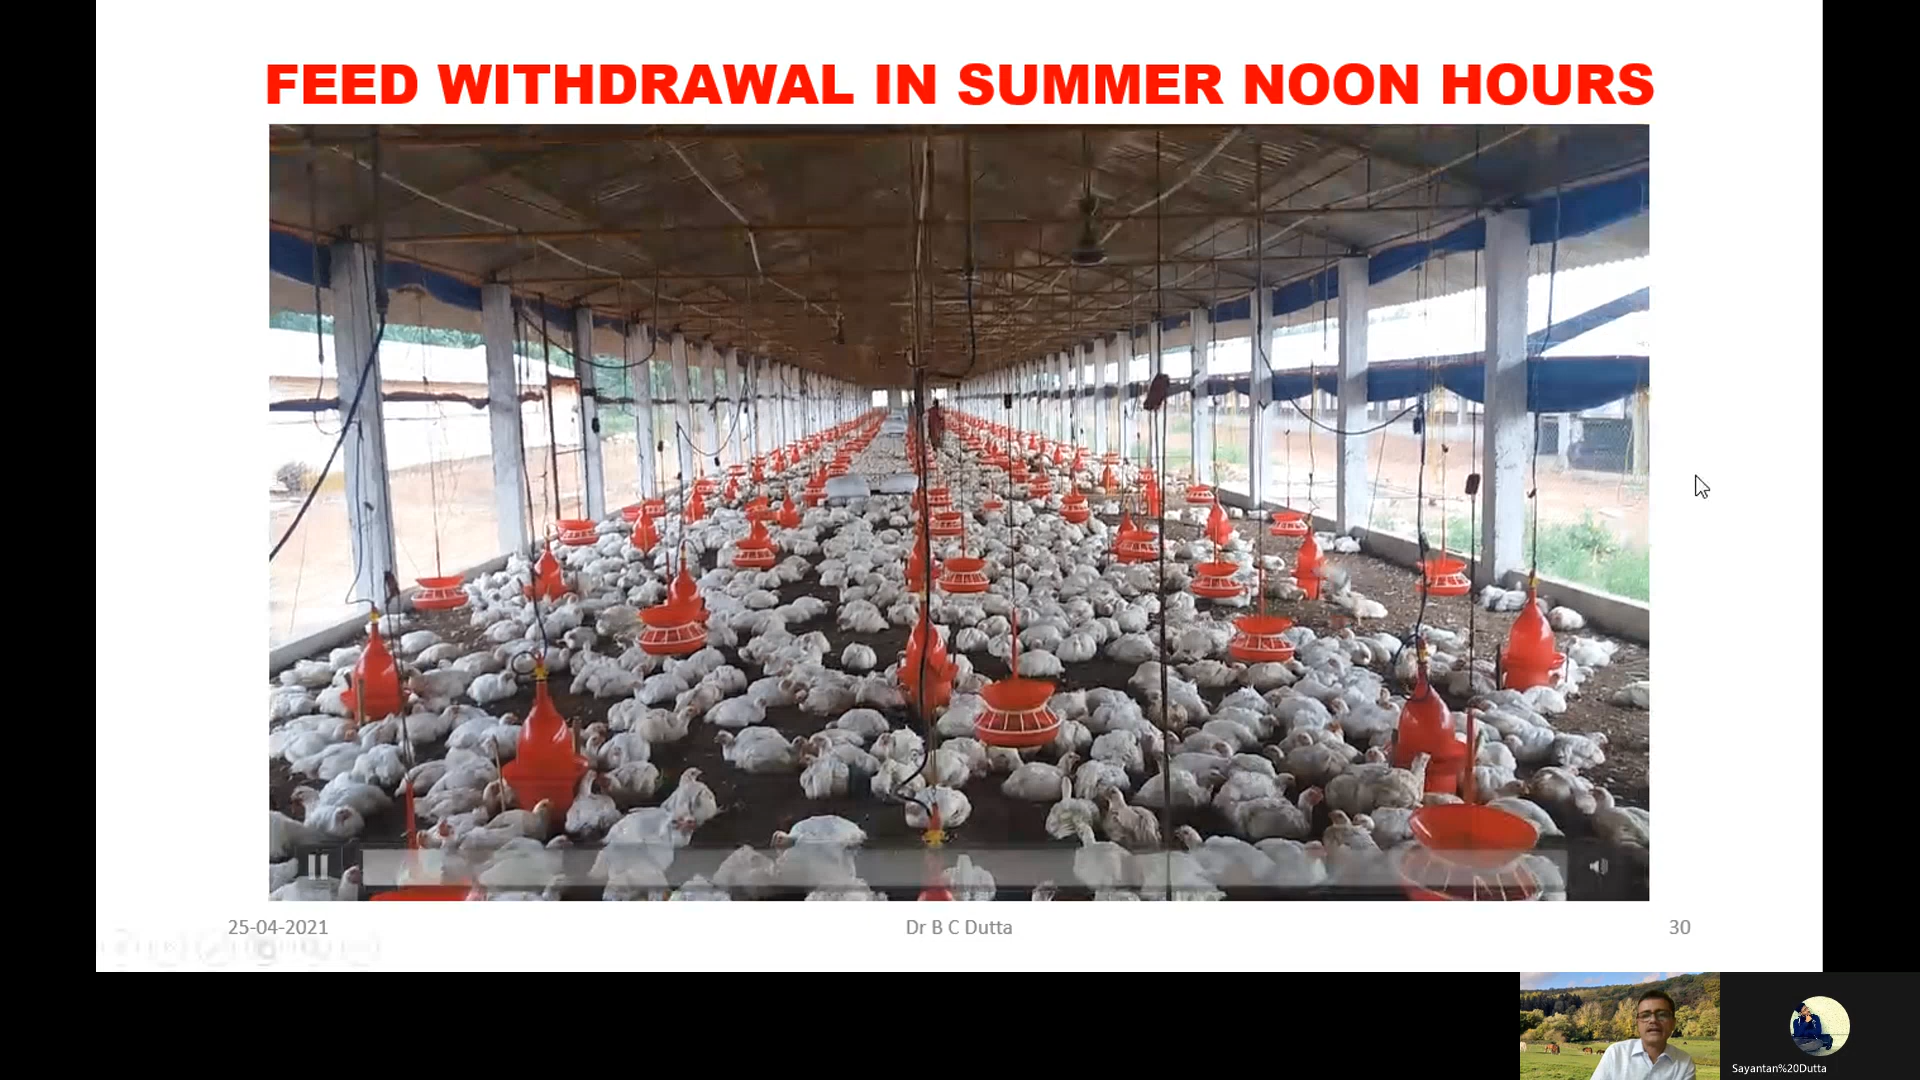 FEED WITHDRAWAL IN SUMMER NOON HOURS
25-04-2021
Dr B C Dutta
30
Sayantan%20Dutta